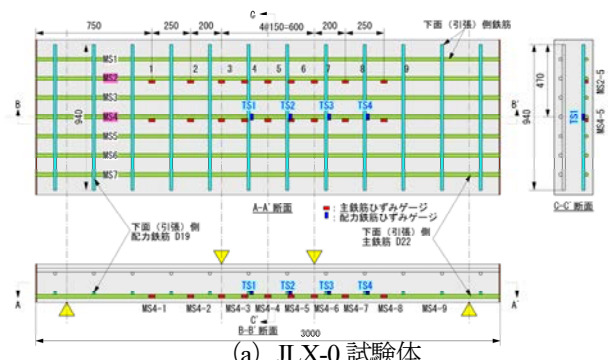 C
750
250
200
4@150=600
200
250
下面（引張）側鉄筋
MS1
1
2
3
4
5
6
7
8
9
MS2
MS3
TS1
TS2
TS3
TS4
B
B'
940
MS4
MS5
MS6
MS7
470
940
MS2-5
MS4-5
TS1
A-A'断面
C-C'断面
：主鉄筋ひずみゲージ
：配力鉄筋ひずみゲージ
下面（引張）側
配力鉄筋 D19
下面（引張）側
主鉄筋 D22
TS1
TS2
TS3
TS4
A
A'
MS4-1
MS4-2
MS4-3
MS4-4
MS4-5
MS4-6
MS4-7
MS4-8
MS4-9
C'
B-B'断面
3000
(a) JLX-0 試験体